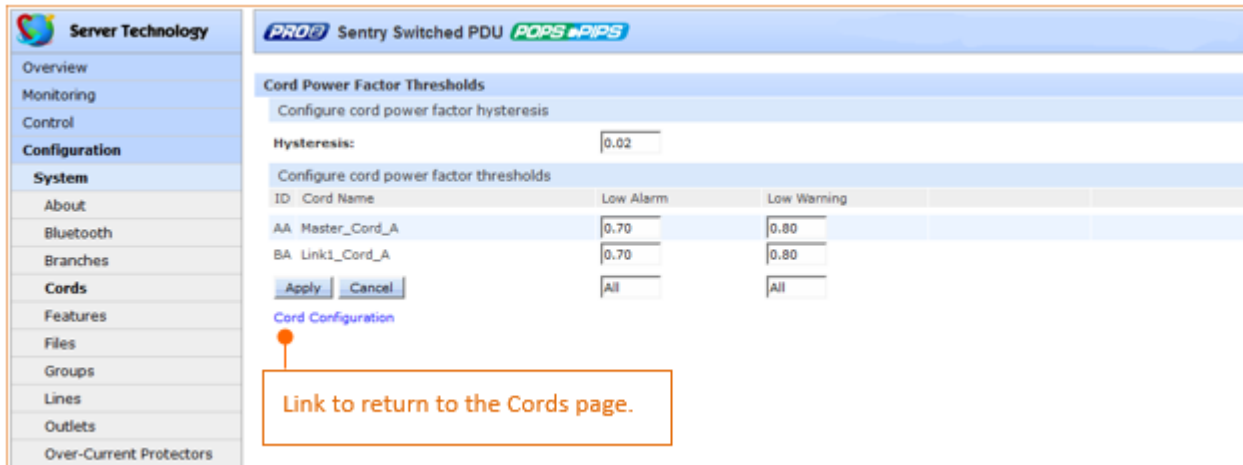 Server Technology
PRO2 Sentry Switched PDU POPS PIPS
Overview
Monitoring
Control
Configuration
System
About
Bluetooth
Branches
Cords
Features
Files
Groups
Lines
Outlets
Over-Current Protectors
Cord Power Factor Thresholds
Configure cord power factor hysteresis
Hysteresis: 0.02
Configure cord power factor thresholds
ID Cord Name Low Alarm Low Warning
AA Master_Cord_A 0.70 0.80
BA Link1_Cord_A 0.70 0.80
Apply Cancel All All
Cord Configuration
Link to return to the Cords page.